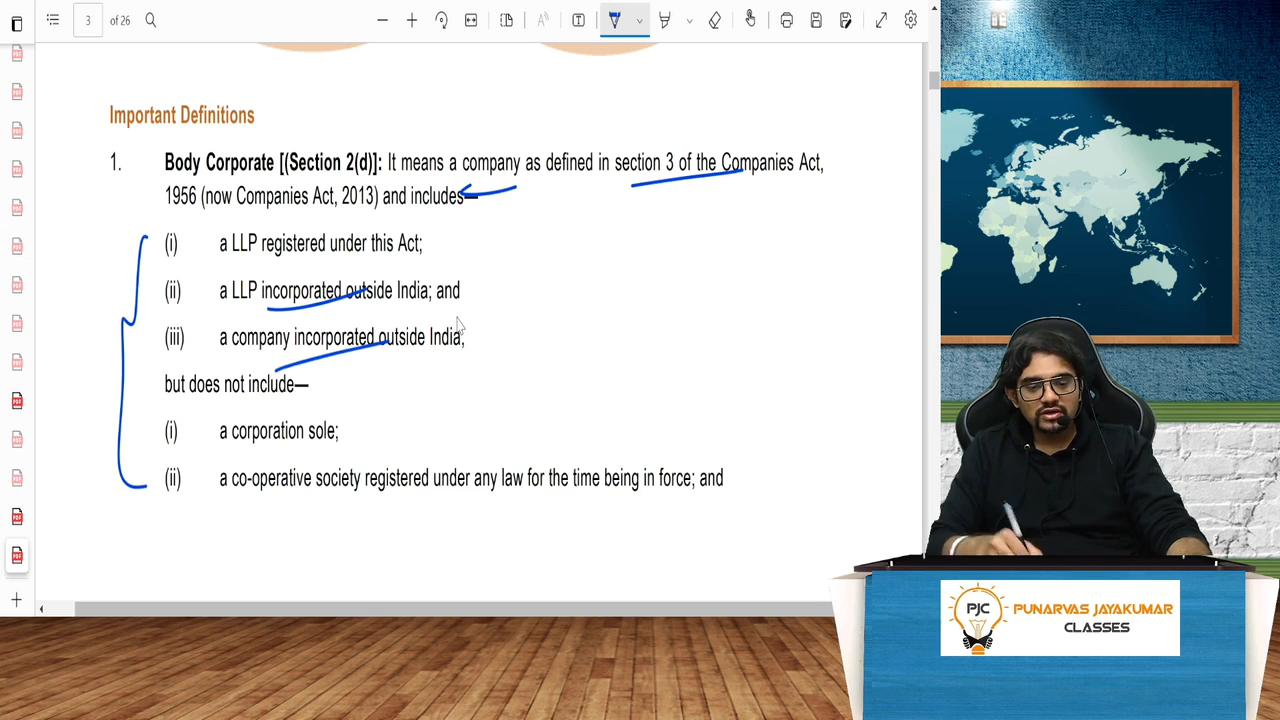 3 of 26
Important Definitions
1. Body Corporate [(Section 2(d)]: It means a company as defined in section 3 of the Companies Act,
1956 (now Companies Act, 2013) and includes—
(i) a LLP registered under this Act;
(ii) a LLP incorporated outside India; and
(iii) a company incorporated outside India;
but does not include—
(i) a corporation sole;
(ii) a co-operative society registered under any law for the time being in force; and
PJC PUNARVAS JAYAKUMAR
CLASSES